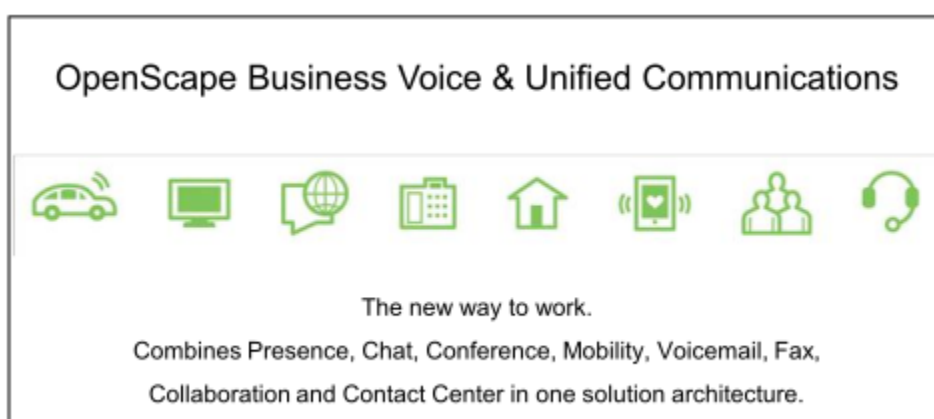 OpenScape Business Voice & Unified Communications
The new way to work.
Combines Presence, Chat, Conference, Mobility, Voicemail, Fax,
Collaboration and Contact Center in one solution architecture.